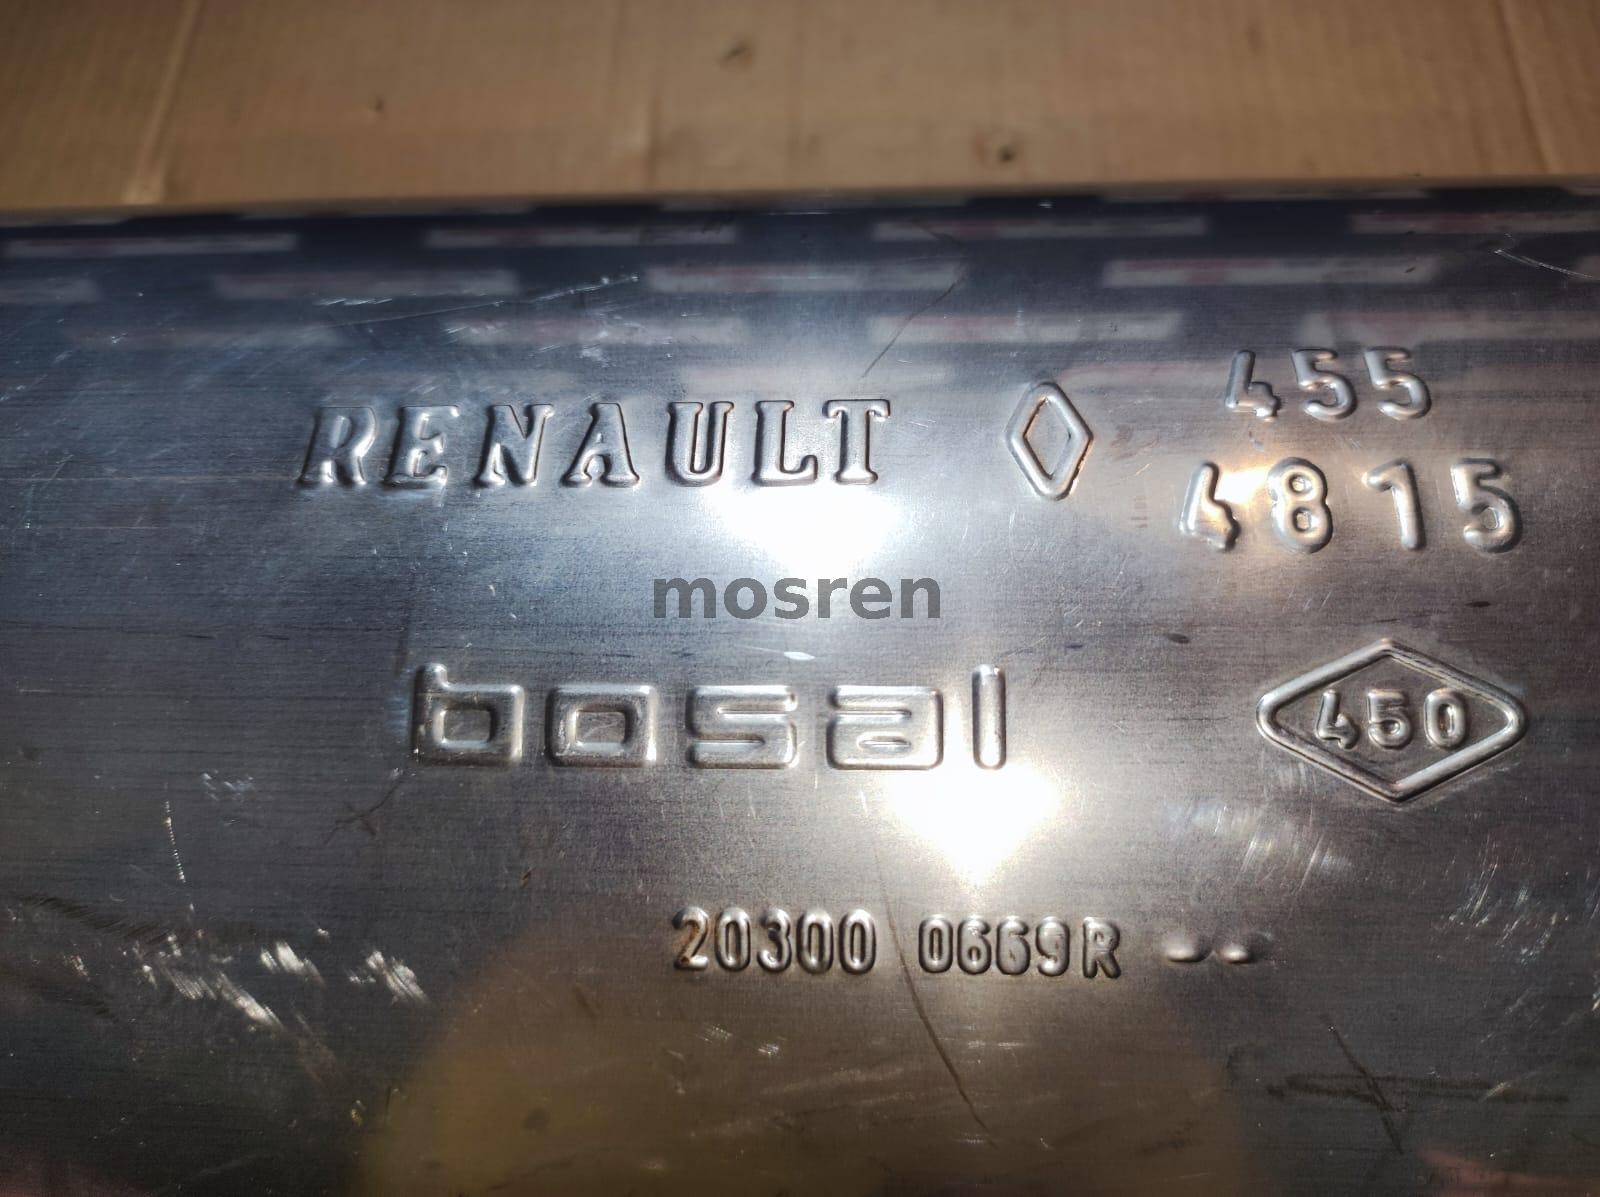 RENAULT 455
4815
mosren
bosal 450
20300 0669R --